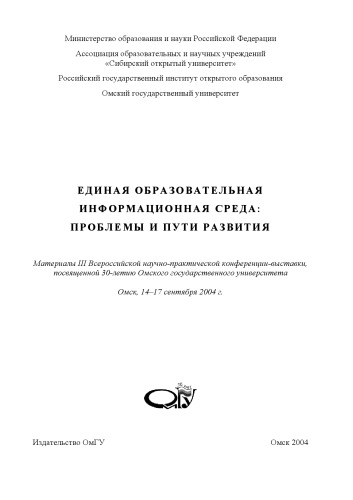 Министерство образования и науки Российской Федерации
Ассоциация образовательных и научных учреждений
«Сибирский открытый университет»
Российский государственный институт открытого образования
Омский государственный университет
ЕДИНАЯ ОБРАЗОВАТЕЛЬНАЯ
ИНФОРМАЦИОННАЯ СРЕДА:
ПРОБЛЕМЫ И ПУТИ РАЗВИТИЯ
Материалы III Всероссийской научно-практической конференции-выставки,
посвященной 30-летию Омского государственного университета
Омск, 14–17 сентября 2004 г.
ОмГУ
Издательство ОмГУ Омск 2004